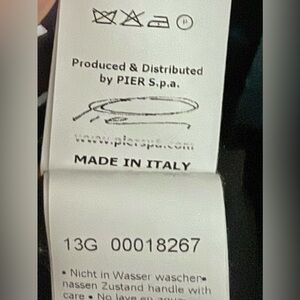 Produced & Distributed
by PIER S.p.a.
www.pierspa.com
MADE IN ITALY
13G 00018267
• Nicht in Wasser waschen •
nassen Zustand handle with
care • No lave en